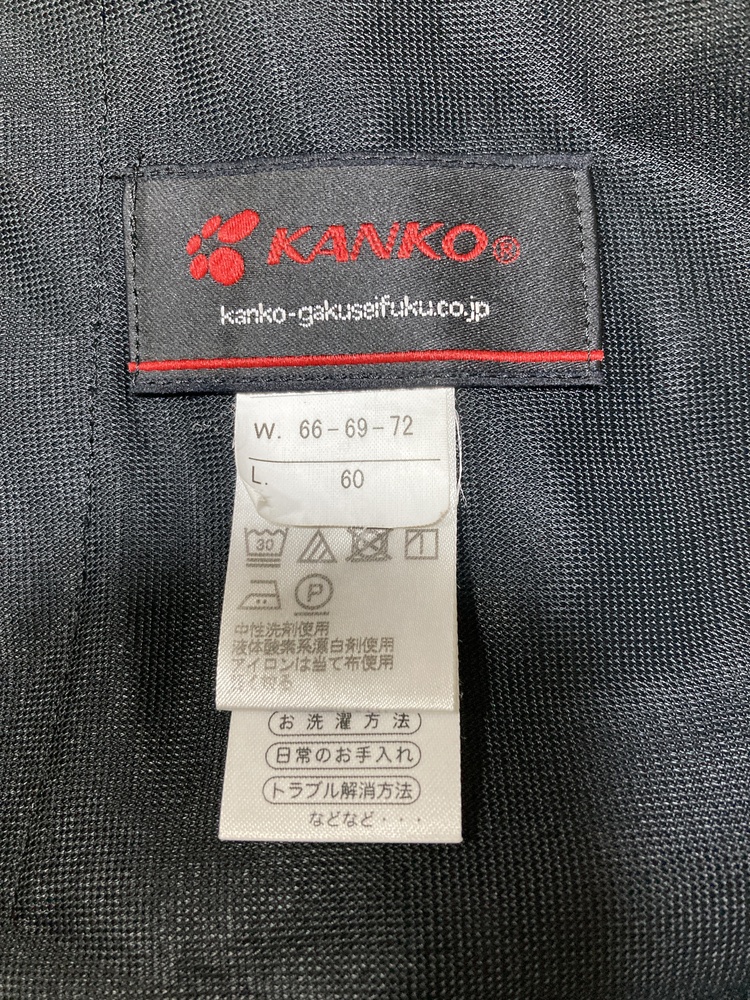 KANKO®
kanko-gakuseifuku.co.jp
W. 66-69-72
L. 60
30
P
中性洗剤使用
液体酸素系漂白剤使用
アイロンは当て布使用
お洗濯方法
日常のお手入れ
トラブル解消方法
などなど・・・